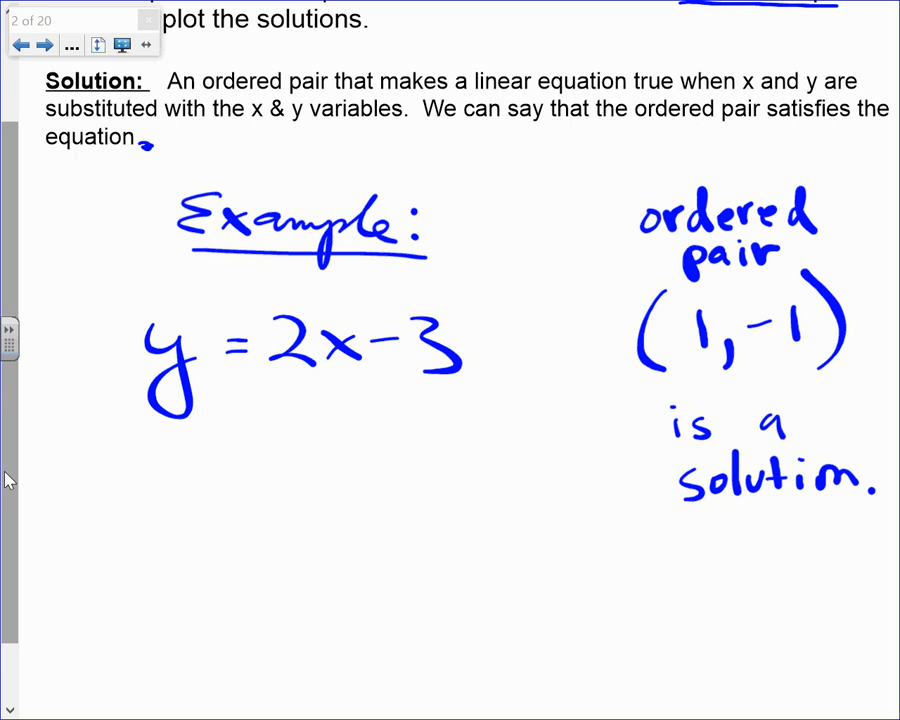 2 of 20
plot the solutions.
Solution: An ordered pair that makes a linear equation true when x and y are
substituted with the x & y variables. We can say that the ordered pair satisfies the
equation.
Example:
y = 2x - 3
ordered
pair
(1, -1)
is a
solution.